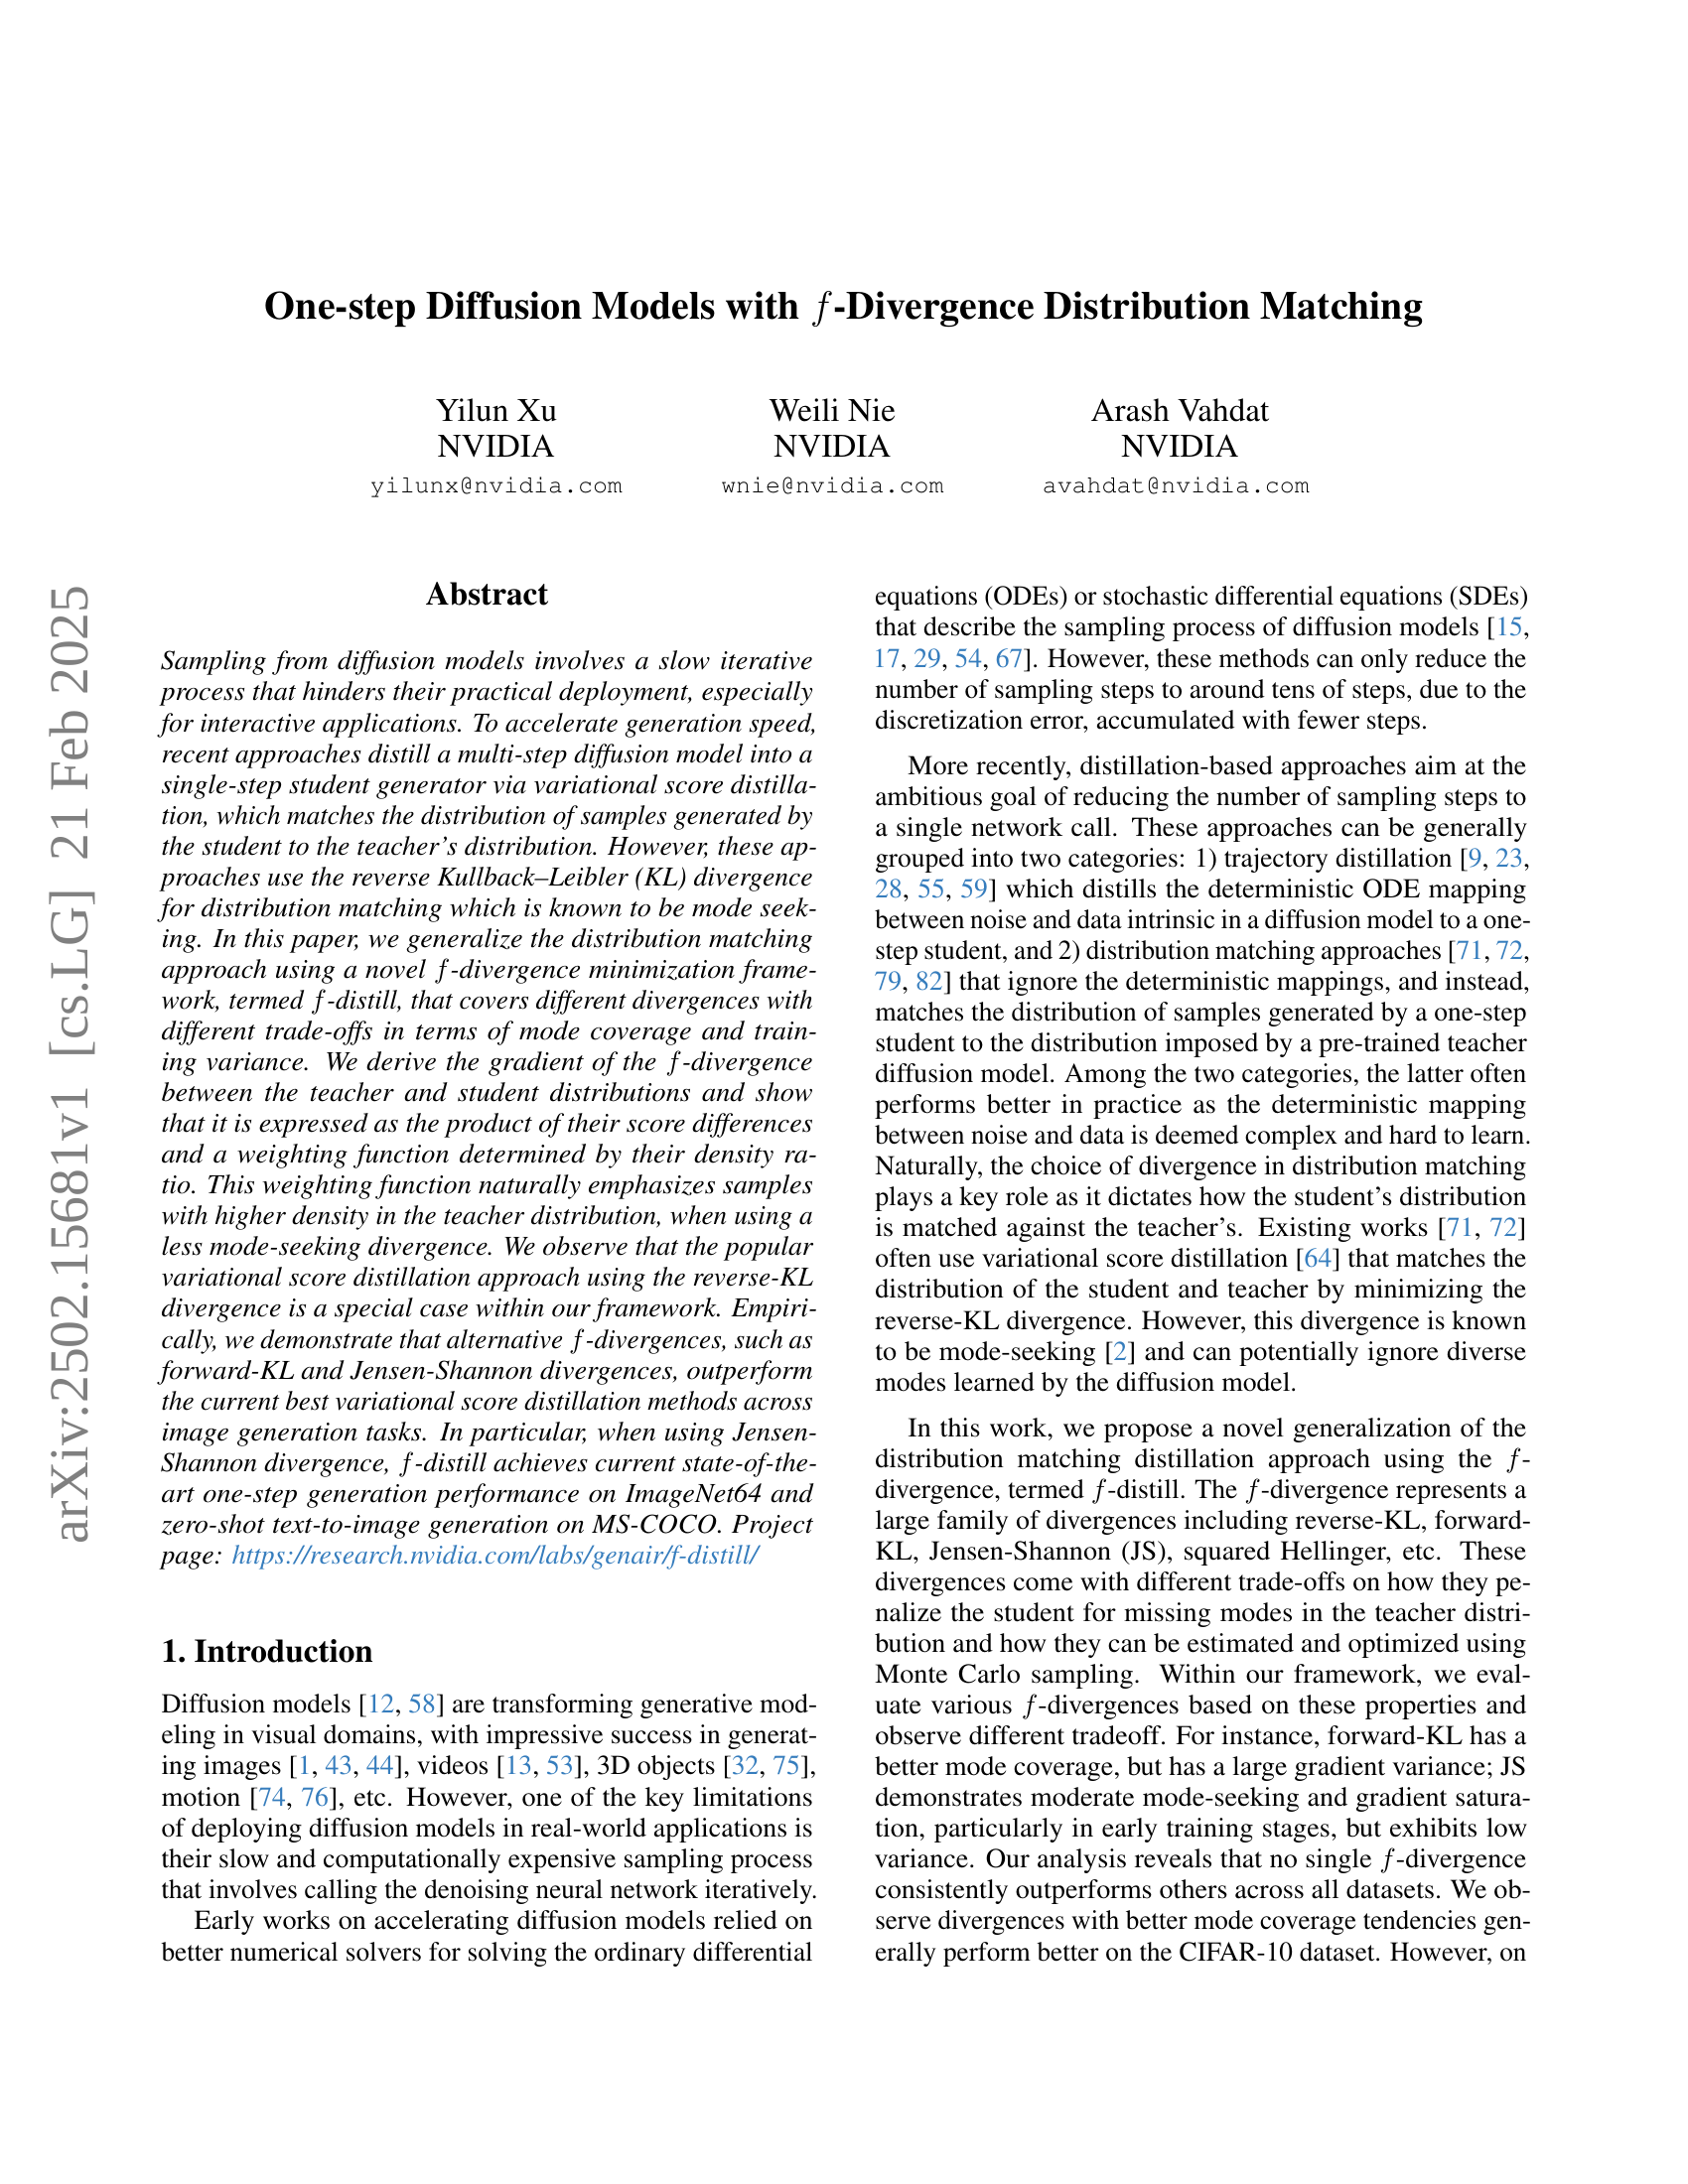 One-step Diffusion Models with f-Divergence Distribution Matching
Yilun Xu
NVIDIA
yilunx@nvidia.com
Weili Nie
NVIDIA
wnie@nvidia.com
Arash Vahdat
NVIDIA
avahdat@nvidia.com
arXiv:2502.15681v1 [cs.LG] 21 Feb 2025
Abstract
Sampling from diffusion models involves a slow iterative
process that hinders their practical deployment, especially
for interactive applications. To accelerate generation speed,
recent approaches distill a multi-step diffusion model into a
single-step student generator via variational score distilla-
tion, which matches the distribution of samples generated by
the student to the teacher's distribution. However, these ap-
proaches use the reverse Kullback–Leibler (KL) divergence
for distribution matching which is known to be mode seek-
ing. In this paper, we generalize the distribution matching
approach using a novel f-divergence minimization frame-
work, termed f-distill, that covers different divergences with
different trade-offs in terms of mode coverage and train-
ing variance. We derive the gradient of the f-divergence
between the teacher and student distributions and show
that it is expressed as the product of their score differences
and a weighting function determined by their density ra-
tio. This weighting function naturally emphasizes samples
with higher density in the teacher distribution, when using a
less mode-seeking divergence. We observe that the popular
variational score distillation approach using the reverse-KL
divergence is a special case within our framework. Empiri-
cally, we demonstrate that alternative f-divergences, such as
forward-KL and Jensen-Shannon divergences, outperform
the current best variational score distillation methods across
image generation tasks. In particular, when using Jensen-
Shannon divergence, f-distill achieves current state-of-the-
art one-step generation performance on ImageNet64 and
zero-shot text-to-image generation on MS-COCO. Project
page: https://research.nvidia.com/labs/genair/f-distill/
1. Introduction
Diffusion models [12, 58] are transforming generative mod-
eling in visual domains, with impressive success in generat-
ing images [1, 43, 44], videos [13, 53], 3D objects [32, 75],
motion [74, 76], etc. However, one of the key limitations
of deploying diffusion models in real-world applications is
their slow and computationally expensive sampling process
that involves calling the denoising neural network iteratively.
Early works on accelerating diffusion models relied on
better numerical solvers for solving the ordinary differential
equations (ODEs) or stochastic differential equations (SDEs)
that describe the sampling process of diffusion models [15,
17, 29, 54, 67]. However, these methods can only reduce the
number of sampling steps to around tens of steps, due to the
discretization error, accumulated with fewer steps.
More recently, distillation-based approaches aim at the
ambitious goal of reducing the number of sampling steps to
a single network call. These approaches can be generally
grouped into two categories: 1) trajectory distillation [9, 23,
28, 55, 59] which distills the deterministic ODE mapping
between noise and data intrinsic in a diffusion model to a one-
step student, and 2) distribution matching approaches [71, 72,
79, 82] that ignore the deterministic mappings, and instead,
matches the distribution of samples generated by a one-step
student to the distribution imposed by a pre-trained teacher
diffusion model. Among the two categories, the latter often
performs better in practice as the deterministic mapping
between noise and data is deemed complex and hard to learn.
Naturally, the choice of divergence in distribution matching
plays a key role as it dictates how the student's distribution
is matched against the teacher's. Existing works [71, 72]
often use variational score distillation [64] that matches the
distribution of the student and teacher by minimizing the
reverse-KL divergence. However, this divergence is known
to be mode-seeking [2] and can potentially ignore diverse
modes learned by the diffusion model.
In this work, we propose a novel generalization of the
distribution matching distillation approach using the f-
divergence, termed f-distill. The f-divergence represents a
large family of divergences including reverse-KL, forward-
KL, Jensen-Shannon (JS), squared Hellinger, etc. These
divergences come with different trade-offs on how they pe-
nalize the student for missing modes in the teacher distri-
bution and how they can be estimated and optimized using
Monte Carlo sampling. Within our framework, we eval-
uate various f-divergences based on these properties and
observe different tradeoff. For instance, forward-KL has a
better mode coverage, but has a large gradient variance; JS
demonstrates moderate mode-seeking and gradient satura-
tion, particularly in early training stages, but exhibits low
variance. Our analysis reveals that no single f-divergence
consistently outperforms others across all datasets. We ob-
serve divergences with better mode coverage tendencies gen-
erally perform better on the CIFAR-10 dataset. However, on